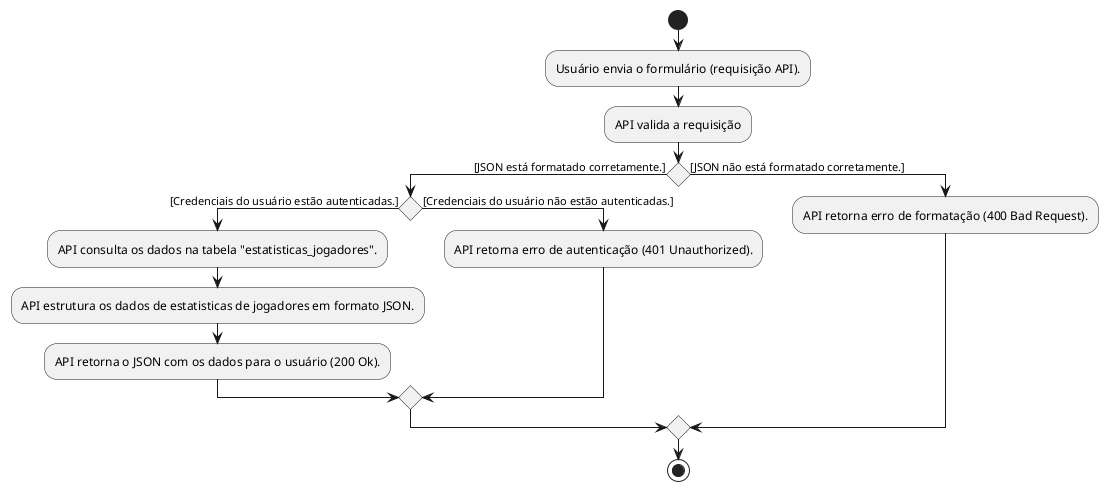 Usuário envia o formulário (requisição API).
API valida a requisição
[JSON está formatado corretamente.]
[JSON não está formatado corretamente.]
[Credenciais do usuário estão autenticadas.]
[Credenciais do usuário não estão autenticadas.]
API retorna erro de formatação (400 Bad Request).
API consulta os dados na tabela "estatisticas_jogadores".
API retorna erro de autenticação (401 Unauthorized).
API estrutura os dados de estatisticas de jogadores em formato JSON.
API retorna o JSON com os dados para o usuário (200 Ok).